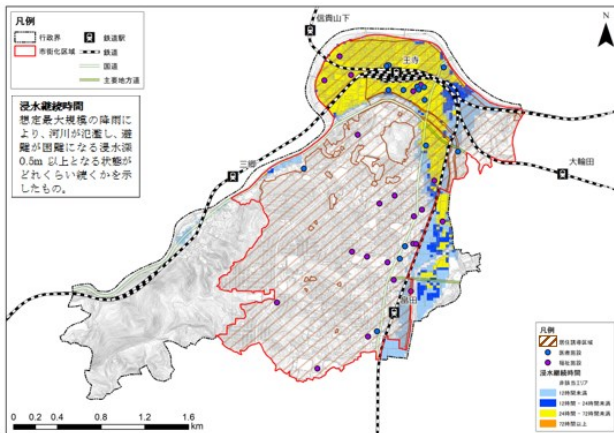 凡例
行政界
鉄道駅
市街化区域
鉄道
国道
主要地方道
浸水継続時間
想定最大規模の降雨に
より、河川が氾濫し、避
難が困難になる浸水深
0.5m 以上となる状態が
どれくらい続くかを示
したもの。
信貴山下
王寺
三郷
大輪田
畠田
凡例
居住誘導区域
医療施設
福祉施設
浸水継続時間
非該当エリア
12時間未満
12時間~24時間未満
24時間~72時間未満
72時間以上
0 0.2 0.4 0.8 1.2 1.6
km
N